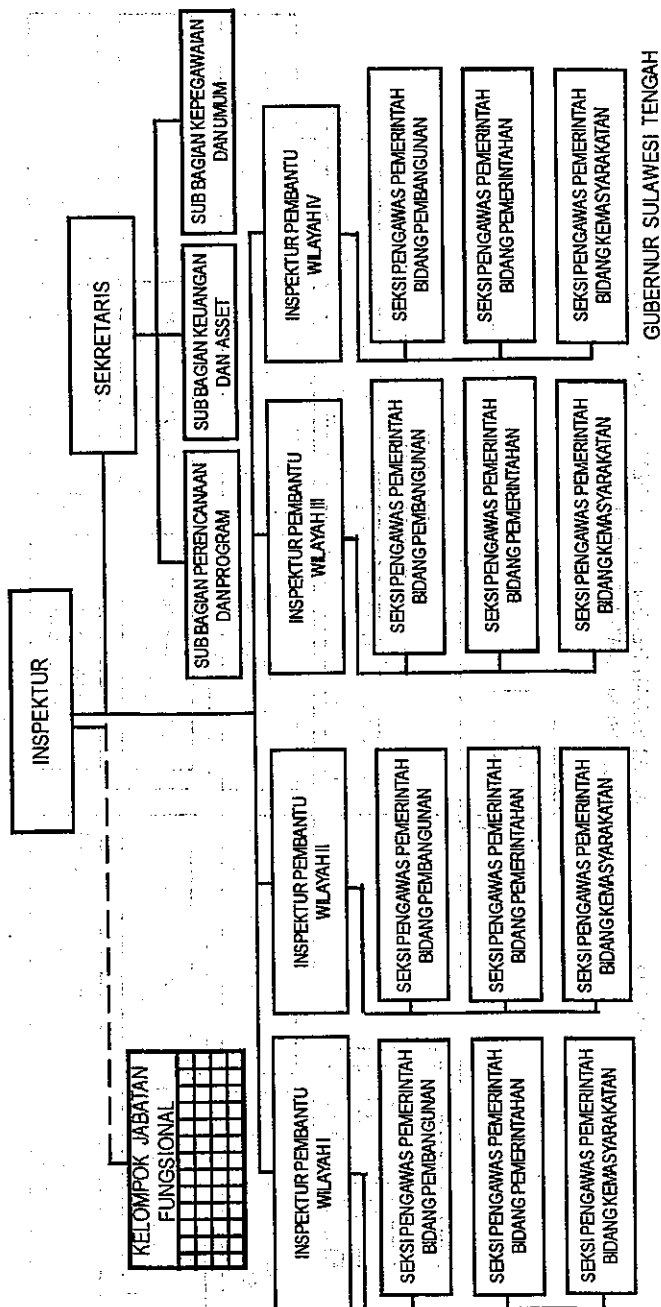 INSPEKTUR
KELOMPOK JABATAN
FUNGSIONAL
SEKRETARIS
SUB BAGIAN PERENCANAAN
DAN PROGRAM
SUB BAGIAN KEUANGAN
DAN ASSET
SUB BAGIAN KEPEGAWAIAN
DAN UMUM
INSPEKTUR PEMBANTU
WILAYAH I
INSPEKTUR PEMBANTU
WILAYAH II
INSPEKTUR PEMBANTU
WILAYAH III
INSPEKTUR PEMBANTU
WILAYAH IV
SEKSI PENGAWAS PEMERINTAH
BIDANG PEMBANGUNAN
SEKSI PENGAWAS PEMERINTAH
BIDANG PEMBANGUNAN
SEKSI PENGAWAS PEMERINTAH
BIDANG PEMBANGUNAN
SEKSI PENGAWAS PEMERINTAH
BIDANG PEMBANGUNAN
SEKSI PENGAWAS PEMERINTAH
BIDANG PEMERINTAHAN
SEKSI PENGAWAS PEMERINTAH
BIDANG PEMERINTAHAN
SEKSI PENGAWAS PEMERINTAH
BIDANG PEMERINTAHAN
SEKSI PENGAWAS PEMERINTAH
BIDANG PEMERINTAHAN
SEKSI PENGAWAS PEMERINTAH
BIDANG KEMASYARAKATAN
SEKSI PENGAWAS PEMERINTAH
BIDANG KEMASYARAKATAN
SEKSI PENGAWAS PEMERINTAH
BIDANG KEMASYARAKATAN
SEKSI PENGAWAS PEMERINTAH
BIDANG KEMASYARAKATAN
GUBERNUR SULAWESI TENGAH